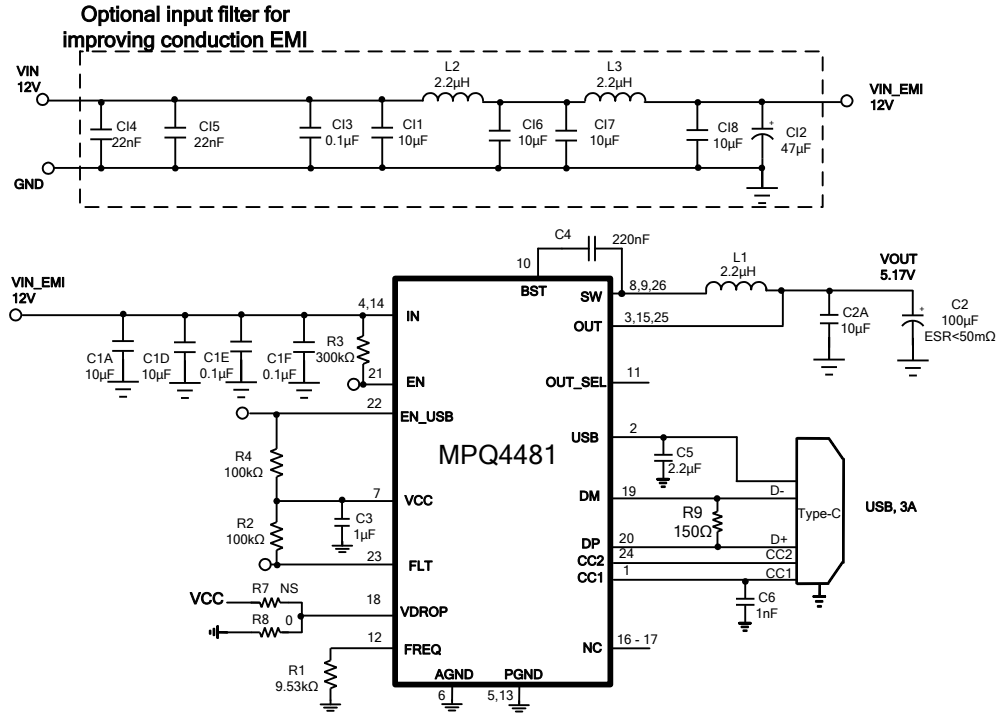 Optional input filter for
improving conduction EMI
VIN
12V
L2
2.2μH
L3
2.2μH
VIN_EMI
12V
CI4
22nF
CI5
22nF
CI3
0.1μF
CI1
10μF
CI6
10μF
CI7
10μF
CI8
10μF
+
CI2
47μF
GND
C4
220nF
10
BST
VIN_EMI
12V
4,14
IN
SW
8,9,26
L1
2.2μH
VOUT
5.17V
OUT
3,15,25
C1A
10μF
C1D
10μF
C1E
0.1μF
C1F
0.1μF
R3
300kΩ
C2A
10μF
+
C2
100μF
ESR<50mΩ
21
EN
OUT_SEL
11
22
EN_USB
USB
2
R4
100kΩ
MPQ4481
C5
2.2μF
7
VCC
DM
19
D-
Type-C
USB, 3A
R2
100kΩ
C3
1μF
R9
150Ω
23
FLT
DP
20
D+
CC2
24
CC2
CC1
1
CC1
VCC
R7
NS
R8
0
18
VDROP
C6
1nF
12
FREQ
NC
16 - 17
R1
9.53kΩ
AGND
6
PGND
5,13